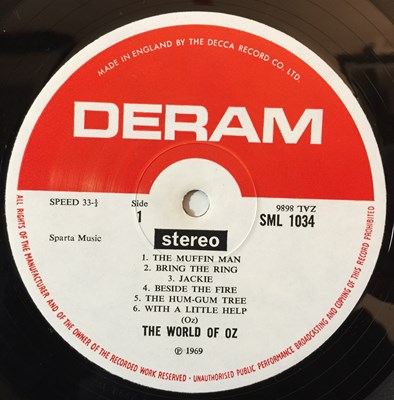 MADE IN ENGLAND BY THE DECCA RECORD CO. LTD.
DERAM
SPEED 33⅓
Side
1
ZAL 8686
SML 1034
Sparta Music
stereo
1. THE MUFFIN MAN
2. BRING THE RING
3. JACKIE
4. BESIDE THE FIRE
5. THE HUM-GUM TREE
6. WITH A LITTLE HELP
(Oz)
THE WORLD OF OZ
℗ 1969
ALL RIGHTS OF THE MANUFACTURER AND OF THE OWNER OF THE RECORDED WORK RESERVED · UNAUTHORISED PUBLIC PERFORMANCE BROADCASTING AND COPYING OF THIS RECORD PROHIBITED